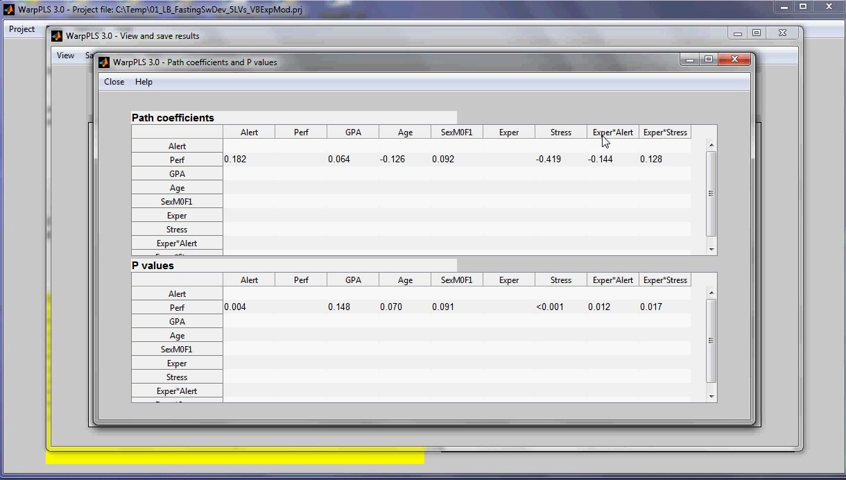 WarpPLS 3.0 - Project file: C:\Temp\01_LB_FastingSwDev_5LVs_VBExpMod.prj
Project
WarpPLS 3.0 - View and save results
View Sa
WarpPLS 3.0 - Path coefficients and P values
Close Help
Path coefficients
Alert Perf GPA Age SexM0F1 Exper Stress Exper*Alert Exper*Stress
Alert
Perf 0.182 0.064 -0.126 0.092 -0.419 -0.144 0.128
GPA
Age
SexM0F1
Exper
Stress
Exper*Alert
P values
Alert Perf GPA Age SexM0F1 Exper Stress Exper*Alert Exper*Stress
Alert
Perf 0.004 0.148 0.070 0.091 <0.001 0.012 0.017
GPA
Age
SexM0F1
Exper
Stress
Exper*Alert